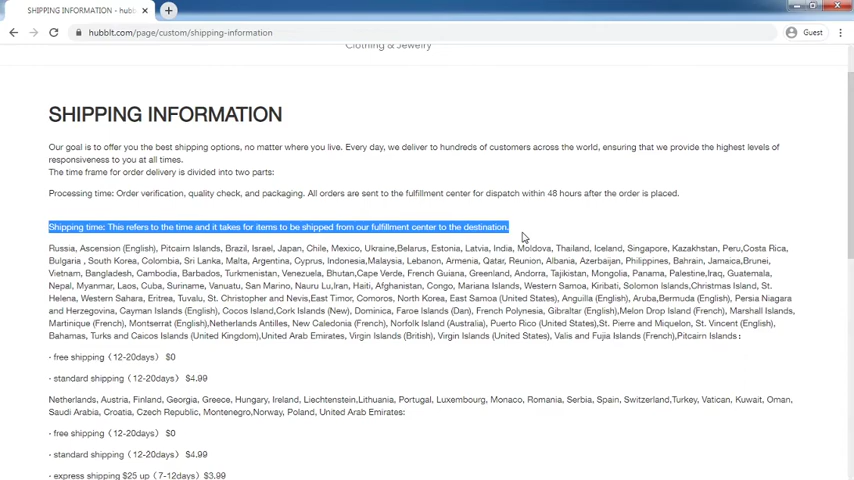 SHIPPING INFORMATION - hubb
hubblt.com/page/custom/shipping-information
Guest
Clothing & Jewelry
SHIPPING INFORMATION
Our goal is to offer you the best shipping options, no matter where you live. Every day, we deliver to hundreds of customers across the world, ensuring that we provide the highest levels of
responsiveness to you at all times.
The time frame for order delivery is divided into two parts:
Processing time: Order verification, quality check, and packaging. All orders are sent to the fulfillment center for dispatch within 48 hours after the order is placed.
Shipping time: This refers to the time and it takes for items to be shipped from our fulfillment center to the destination.
Russia, Ascension (English), Pitcairn Islands, Brazil, Israel, Japan, Chile, Mexico, Ukraine,Belarus, Estonia, Latvia, India, Moldova, Thailand, Iceland, Singapore, Kazakhstan, Peru,Costa Rica,
Bulgaria , South Korea, Colombia, Sri Lanka, Malta, Argentina, Cyprus, Indonesia,Malaysia, Lebanon, Armenia, Qatar, Reunion, Albania, Azerbaijan, Philippines, Bahrain, Jamaica,Brunei,
Vietnam, Bangladesh, Cambodia, Barbados, Turkmenistan, Venezuela, Bhutan,Cape Verde, French Guiana, Greenland, Andorra, Tajikistan, Mongolia, Panama, Palestine,Iraq, Guatemala,
Nepal, Myanmar, Laos, Cuba, Suriname, Vanuatu, San Marino, Nauru Lu,Iran, Haiti, Afghanistan, Congo, Mariana Islands, Western Samoa, Kiribati, Solomon Islands,Christmas Island, St.
Helena, Western Sahara, Eritrea, Tuvalu, St. Christopher and Nevis,East Timor, Comoros, North Korea, East Samoa (United States), Anguilla (English), Aruba,Bermuda (English), Persia Niagara
and Herzegovina, Cayman Islands (English), Cocos Island,Cork Islands (New), Dominica, Faroe Islands (Dan), French Polynesia, Gibraltar (English),Melon Drop Island (French), Marshall Islands,
Martinique (French), Montserrat (English),Netherlands Antilles, New Caledonia (French), Norfolk Island (Australia), Puerto Rico (United States),St. Pierre and Miquelon, St. Vincent (English),
Bahamas, Turks and Caicos Islands (United Kingdom),United Arab Emirates, Virgin Islands (British), Virgin Islands (United States), Valis and Fujia Islands (French),Pitcairn Islands：
- free shipping（12-20days） $0
- standard shipping（12-20days） $4.99
Netherlands, Austria, Finland, Georgia, Greece, Hungary, Ireland, Liechtenstein,Lithuania, Portugal, Luxembourg, Monaco, Romania, Serbia, Spain, Switzerland,Turkey, Vatican, Kuwait, Oman,
Saudi Arabia, Croatia, Czech Republic, Montenegro,Norway, Poland, United Arab Emirates:
- free shipping（12-20days） $0
- standard shipping（12-20days） $4.99
- express shipping $25 up（7-12days）$3.99